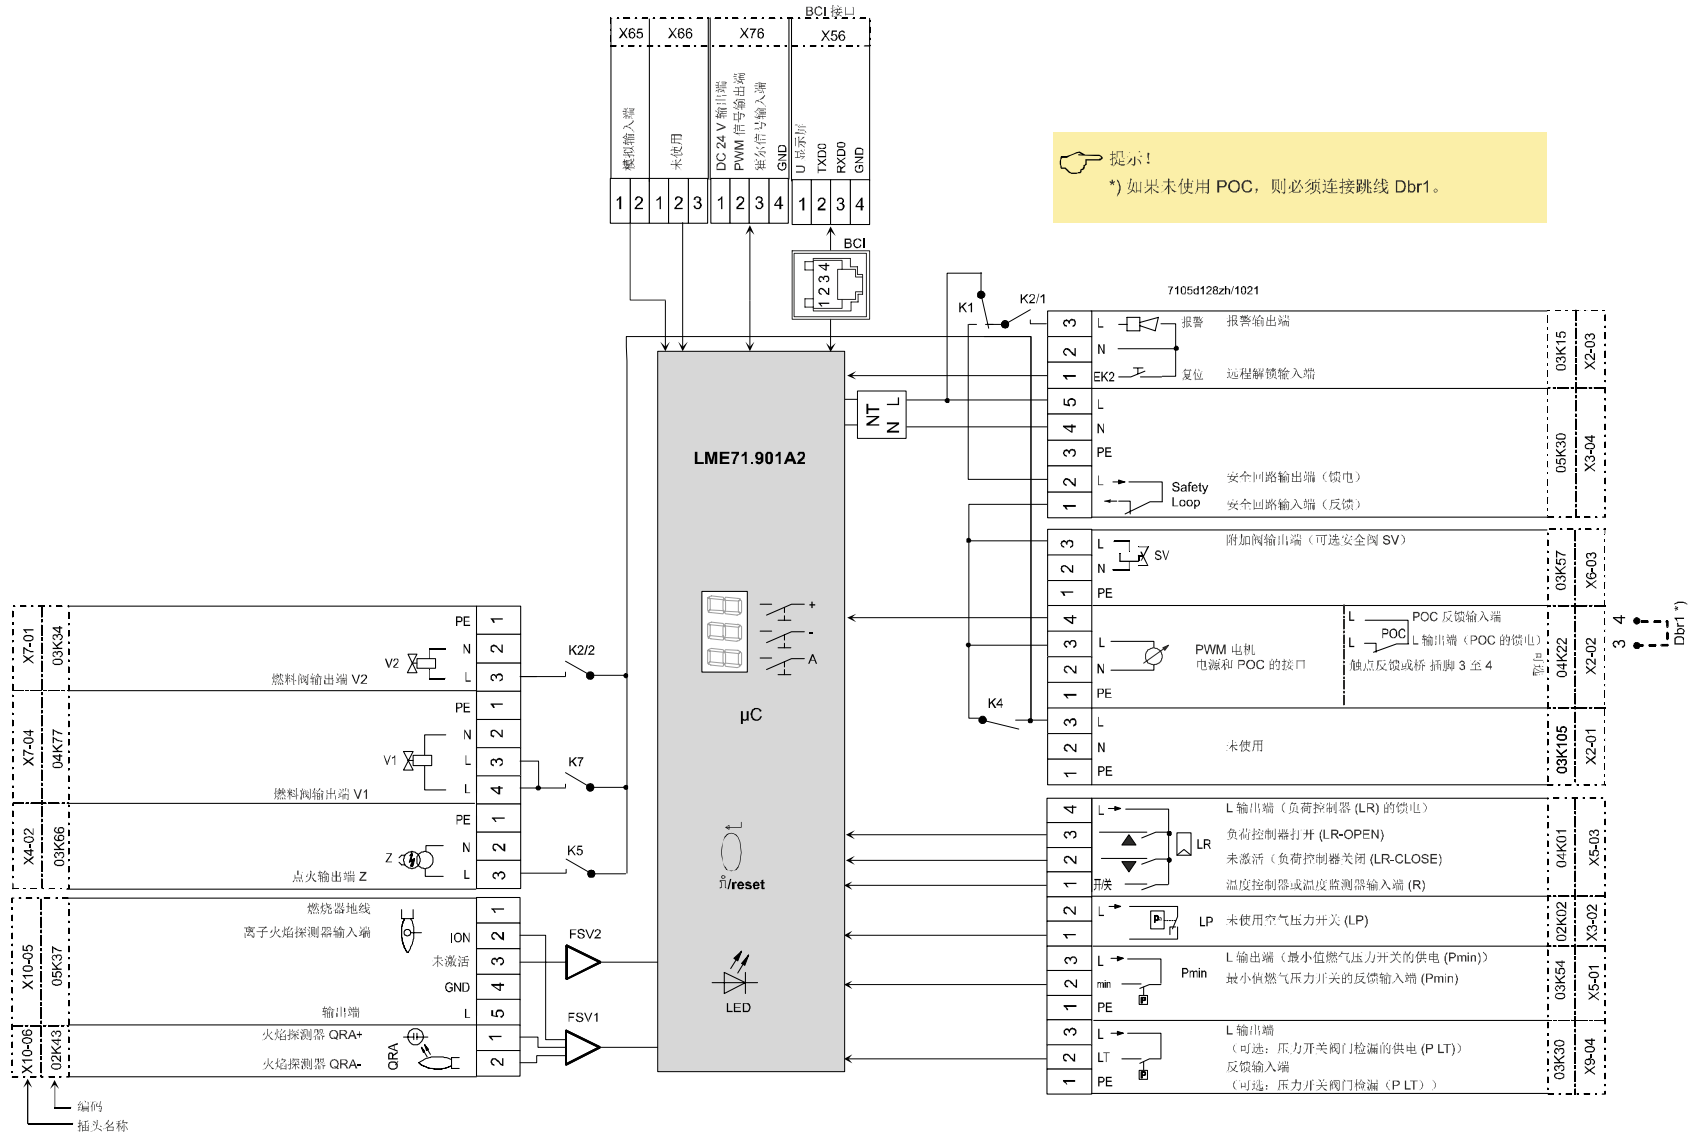 BCI 接口
X65
X66
X76
X56
模拟输入端
未使用
DC 24 V 输出端
PWM 信号输出端
霍尔信号输入端
GND
U 显示屏
TXD0
RXD0
GND
1 2 1 2 3 1 2 3 4 1 2 3 4
BCI
1 2 3 4
提示！
*) 如果未使用 POC，则必须连接跳线 Dbr1。
7105d128zh/1021
K1
K2/1
3 L 报警 报警输出端
2 N
1 EK2 复位 远程解锁输入端
03K15
X2-03
NT
L
N
5 L
4 N
3 PE
2 L 安全回路输出端（馈电）
Safety
Loop
1 安全回路输入端（反馈）
05K30
X3-04
LME71.901A2
3 L SV 附加阀输出端（可选安全阀 SV）
2 N
1 PE
03K57
X6-03
4 L POC 反馈输入端
3 L PWM 电机 L POC L 输出端（POC 的馈电）
2 N 电源和 POC 的接口 触点反馈或桥 插脚 3 至 4
可选
1 PE
04K22
X2-02
4
3
Dbr1 *)
K4
3 L
2 N 未使用
1 PE
03K105
X2-01
+
-
A
µC
4 L L 输出端（负荷控制器 (LR) 的馈电）
3 负荷控制器打开 (LR-OPEN)
LR
2 未激活（负荷控制器关闭 (LR-CLOSE)
1 开/关 温度控制器或温度监测器输入端 (R)
04K01
X5-03
2 L LP 未使用空气压力开关 (LP)
1
02K02
X3-02
3 L L 输出端（最小值燃气压力开关的供电 (Pmin)）
Pmin
2 min 最小值燃气压力开关的反馈输入端 (Pmin)
P
1 PE
03K54
X5-01
3 L L 输出端
（可选：压力开关阀门检漏的供电 (P LT)）
2 LT 反馈输入端
P
1 PE （可选：压力开关阀门检漏（P LT））
03K30
X9-04
/reset
LED
X7-01
03K34
PE 1
V2 N 2
燃料阀输出端 V2 L 3
K2/2
X7-04
04K77
PE 1
N 2
V1 L 3
燃料阀输出端 V1 L 4
K7
X4-02
03K66
PE 1
Z N 2
点火输出端 Z L 3
K5
X10-05
05K37
燃烧器地线 1
离子火焰探测器输入端 ION 2
未激活 3
GND 4
输出端 L 5
FSV2
X10-06
02K43
火焰探测器 QRA+ 1
QRA
火焰探测器 QRA- 2
FSV1
编码
插头名称